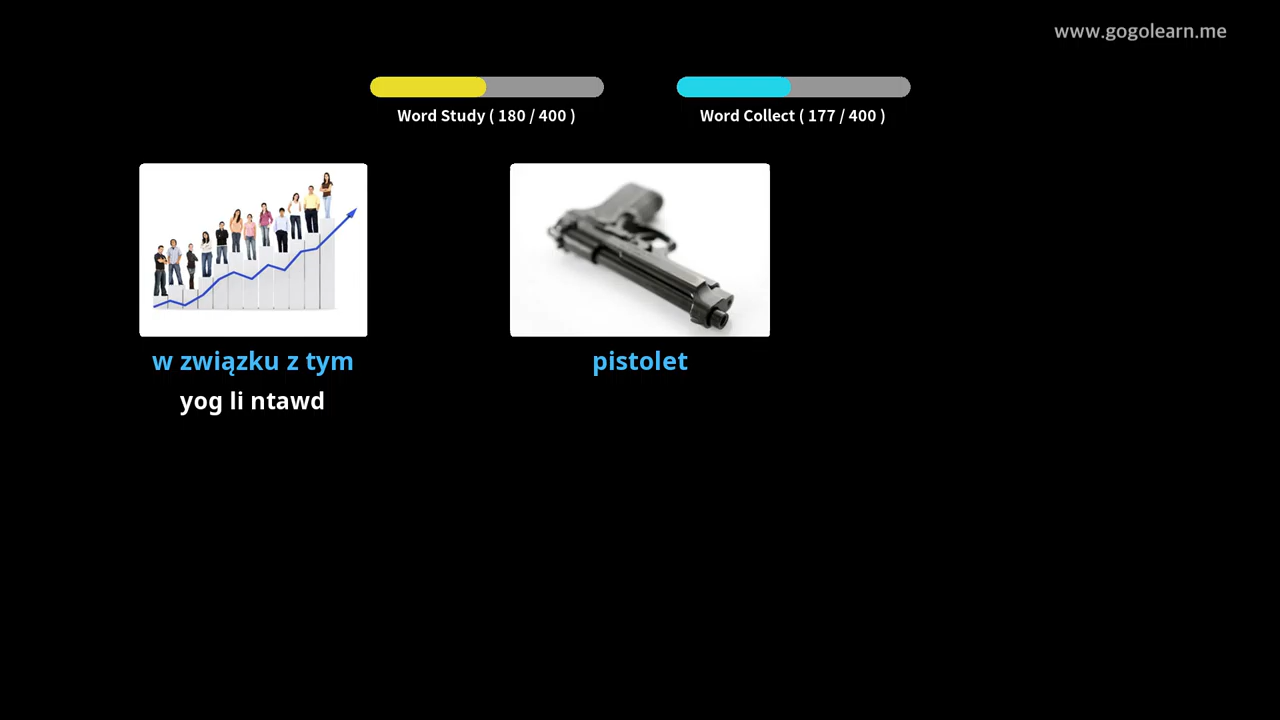 www.gogolearn.me
Word Study ( 180 / 400 )
Word Collect ( 177 / 400 )
w związku z tym
yog li ntawd
pistolet